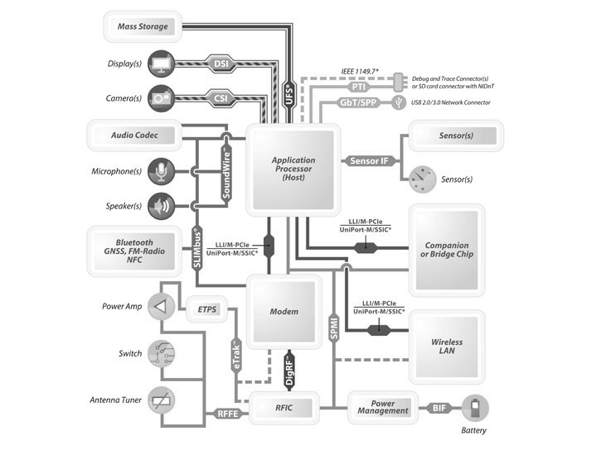 Mass Storage
Display(s)
DSI
Camera(s)
CSI
UFS*
IEEE 1149.7*
PTI
Debug and Trace Connector(s)
or SD card connector with NIDnT
GbT/SPP
USB 2.0/3.0 Network Connector
Audio Codec
Microphone(s)
Speaker(s)
SoundWire™
SLIMbus®
Application
Processor
(Host)
Sensor IF
Sensor(s)
Sensor(s)
Bluetooth
GNSS, FM-Radio
NFC
LLI/M-PCIe
UniPort-M/SSIC*
LLI/M-PCIe
UniPort-M/SSIC*
Companion
or Bridge Chip
Power Amp
ETPS
Modem
LLI/M-PCIe
UniPort-M/SSIC*
SPMI
Wireless
LAN
Switch
eTrak
DigRF
Antenna Tuner
RFFE
RFIC
Power
Management
BIF
Battery